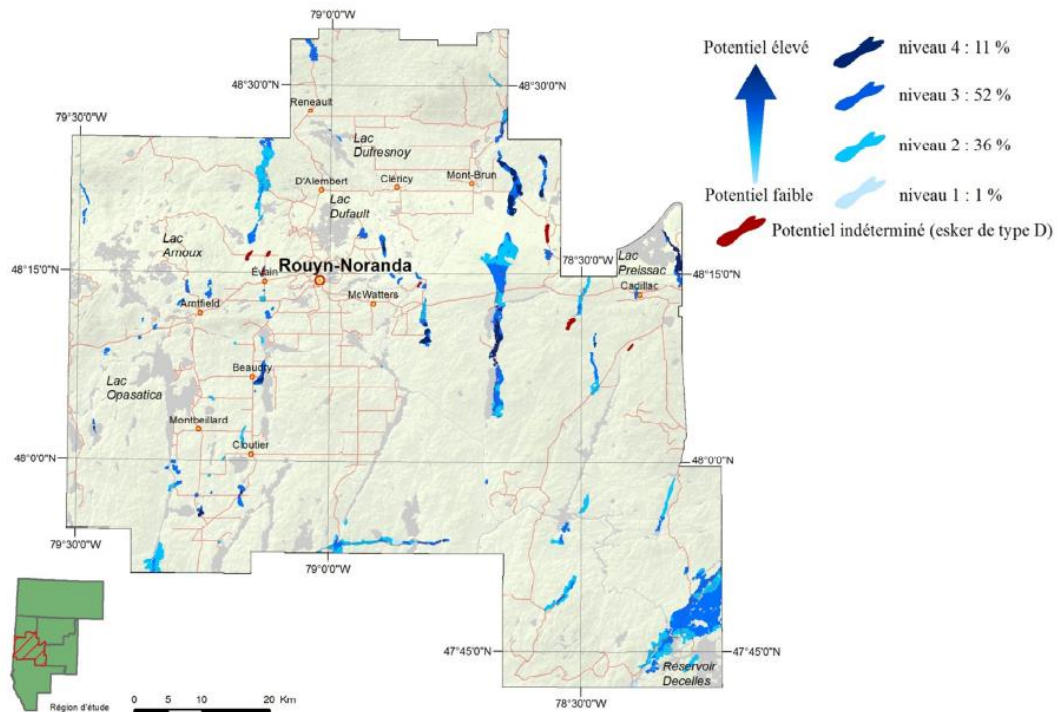 79°0'0"W
Potentiel élevé
niveau 4 : 11 %
niveau 3 : 52 %
niveau 2 : 36 %
niveau 1 : 1 %
Potentiel faible
Potentiel indéterminé (esker de type D)
48°30'0"N
48°30'0"N
79°30'0"W
Reneault
Lac
Dufresnoy
D'Alembert
Cléricy
Mont-Brun
Lac
Dufault
Lac
Arnoux
48°15'0"N
Évain
Rouyn-Noranda
78°30'0"W
Lac
Preissac
48°15'0"N
Cadillac
Arntfield
McWatters
Beaudry
Lac
Opasatica
Montbeillard
Cloutier
48°0'0"N
48°0'0"N
79°30'0"W
79°0'0"W
47°45'0"N
47°45'0"N
Réservoir
Decelles
78°30'0"W
Région d'étude
0 5 10 20 Km